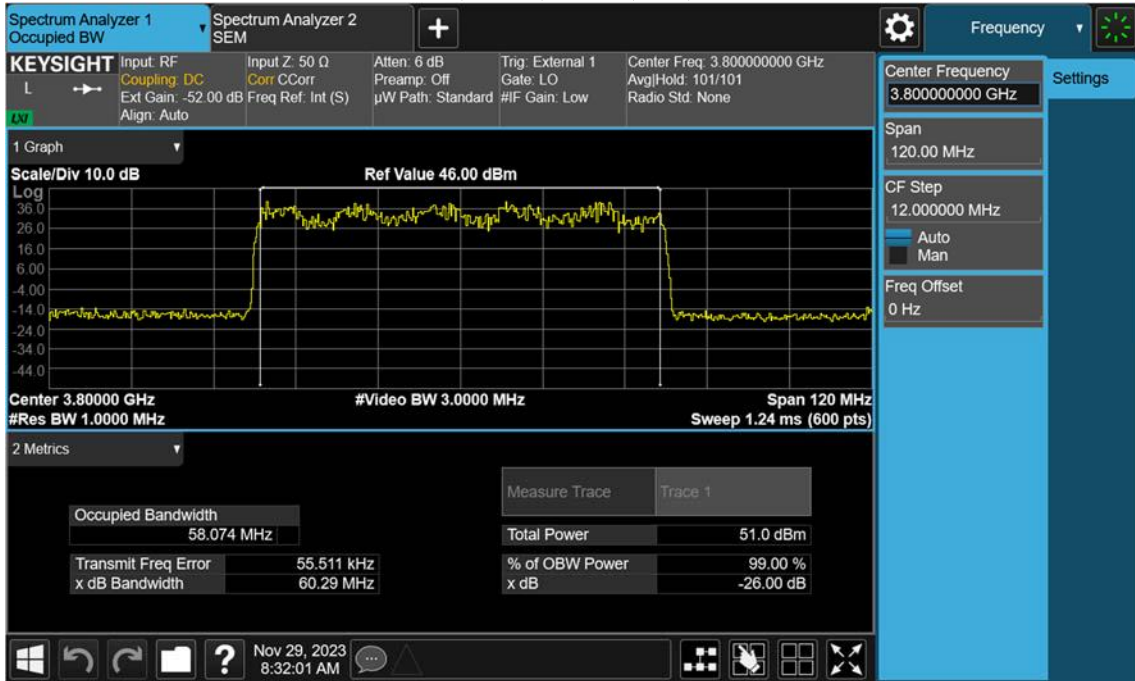 Spectrum Analyzer 1
Occupied BW
Spectrum Analyzer 2
SEM
Frequency
KEYSIGHT
L
LXI
Input: RF
Coupling: DC
Ext Gain: -52.00 dB
Align: Auto
Input Z: 50 Ω
Corr CCorr
Freq Ref: Int (S)
Atten: 6 dB
Preamp: Off
µW Path: Standard
Trig: External 1
Gate: LO
#IF Gain: Low
Center Freq: 3.800000000 GHz
Avg|Hold: 101/101
Radio Std: None
Center Frequency
3.800000000 GHz
Settings
Span
120.00 MHz
CF Step
12.000000 MHz
Auto
Man
Freq Offset
0 Hz
1 Graph
Scale/Div 10.0 dB
Ref Value 46.00 dBm
Log
36.0
26.0
16.0
6.00
-4.00
-14.0
-24.0
-34.0
-44.0
Center 3.80000 GHz
#Video BW 3.0000 MHz
Span 120 MHz
#Res BW 1.0000 MHz
Sweep 1.24 ms (600 pts)
2 Metrics
Measure Trace
Trace 1
Occupied Bandwidth
58.074 MHz
Total Power
51.0 dBm
Transmit Freq Error
55.511 kHz
% of OBW Power
99.00 %
x dB Bandwidth
60.29 MHz
x dB
-26.00 dB
Nov 29, 2023
8:32:01 AM